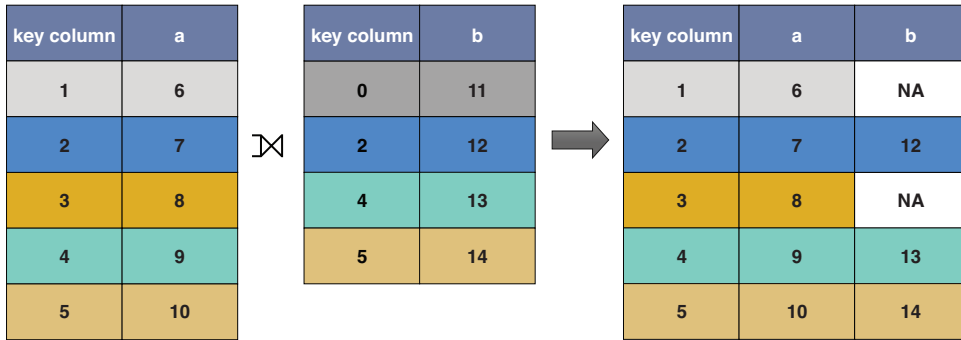 key column a
1 6
2 7
3 8
4 9
5 10
⟕
key column b
0 11
2 12
4 13
5 14
key column a b
1 6 NA
2 7 12
3 8 NA
4 9 13
5 10 14